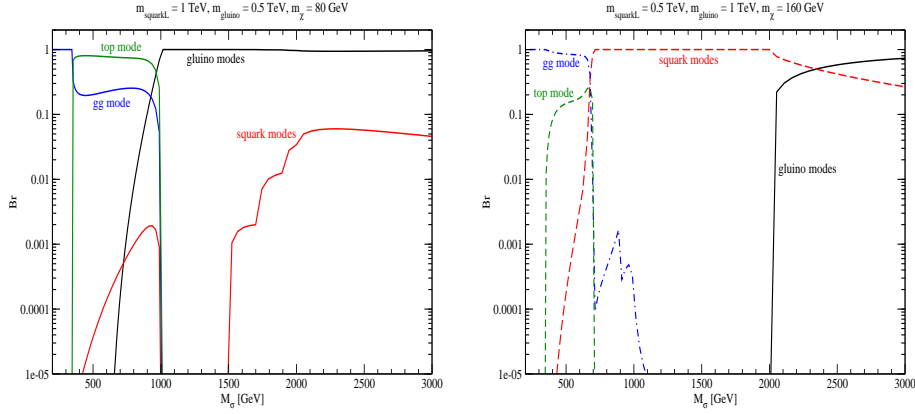 m_squarkL = 1 TeV, m_gluino = 0.5 TeV, m_χ = 80 GeV
1
0.1
0.01
0.001
0.0001
1e-05
Br
500 1000 1500 2000 2500 3000
M_σ [GeV]
top mode
gluino modes
gg mode
squark modes
m_squarkL = 0.5 TeV, m_gluino = 1 TeV, m_χ = 160 GeV
1
0.1
0.01
0.001
0.0001
1e-05
Br
500 1000 1500 2000 2500 3000
M_σ [GeV]
gg mode
squark modes
top mode
gluino modes